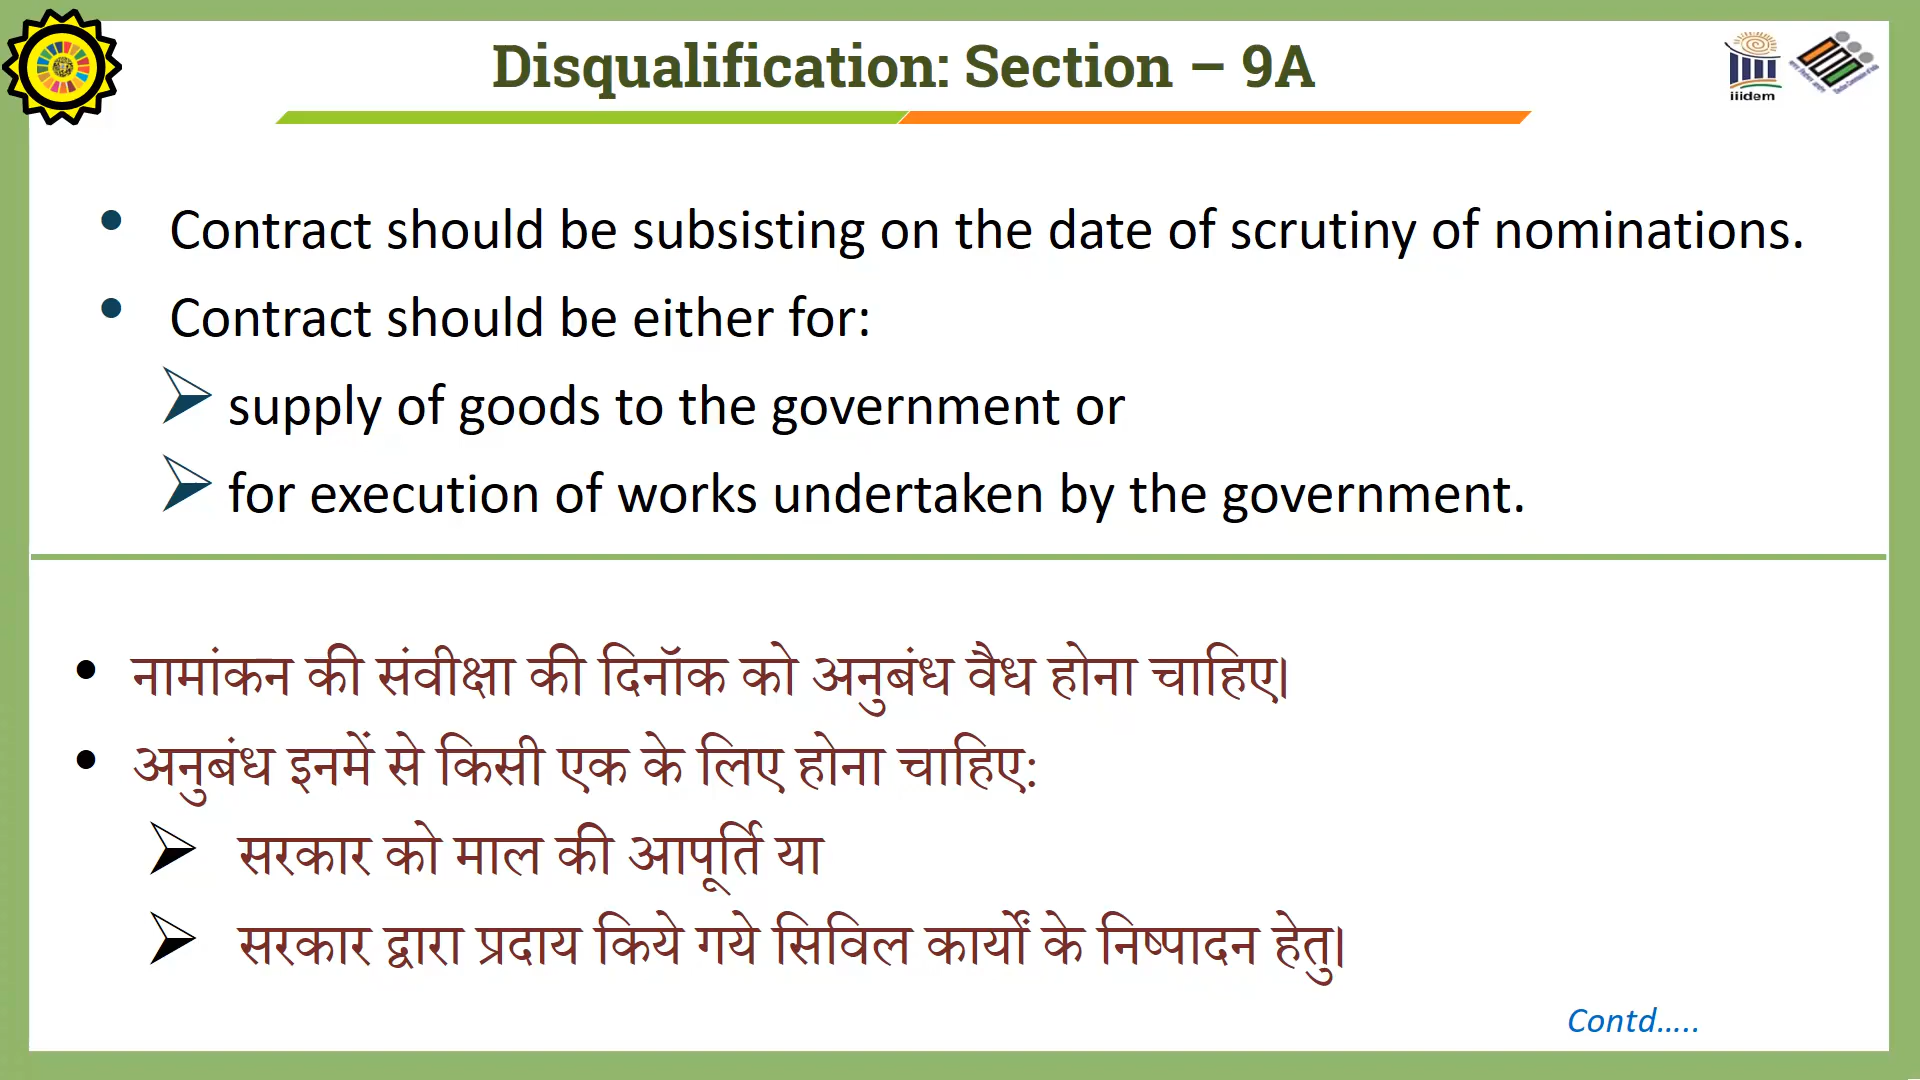 Disqualification: Section – 9A
iiidem
• Contract should be subsisting on the date of scrutiny of nominations.
• Contract should be either for:
➢ supply of goods to the government or
➢ for execution of works undertaken by the government.
• नामांकन की संवीक्षा की दिनॉक को अनुबंध वैध होना चाहिए।
• अनुबंध इनमें से किसी एक के लिए होना चाहिए:
➢ सरकार को माल की आपूर्ति या
➢ सरकार द्वारा प्रदाय किये गये सिविल कार्यों के निष्पादन हेतु।
Contd.....